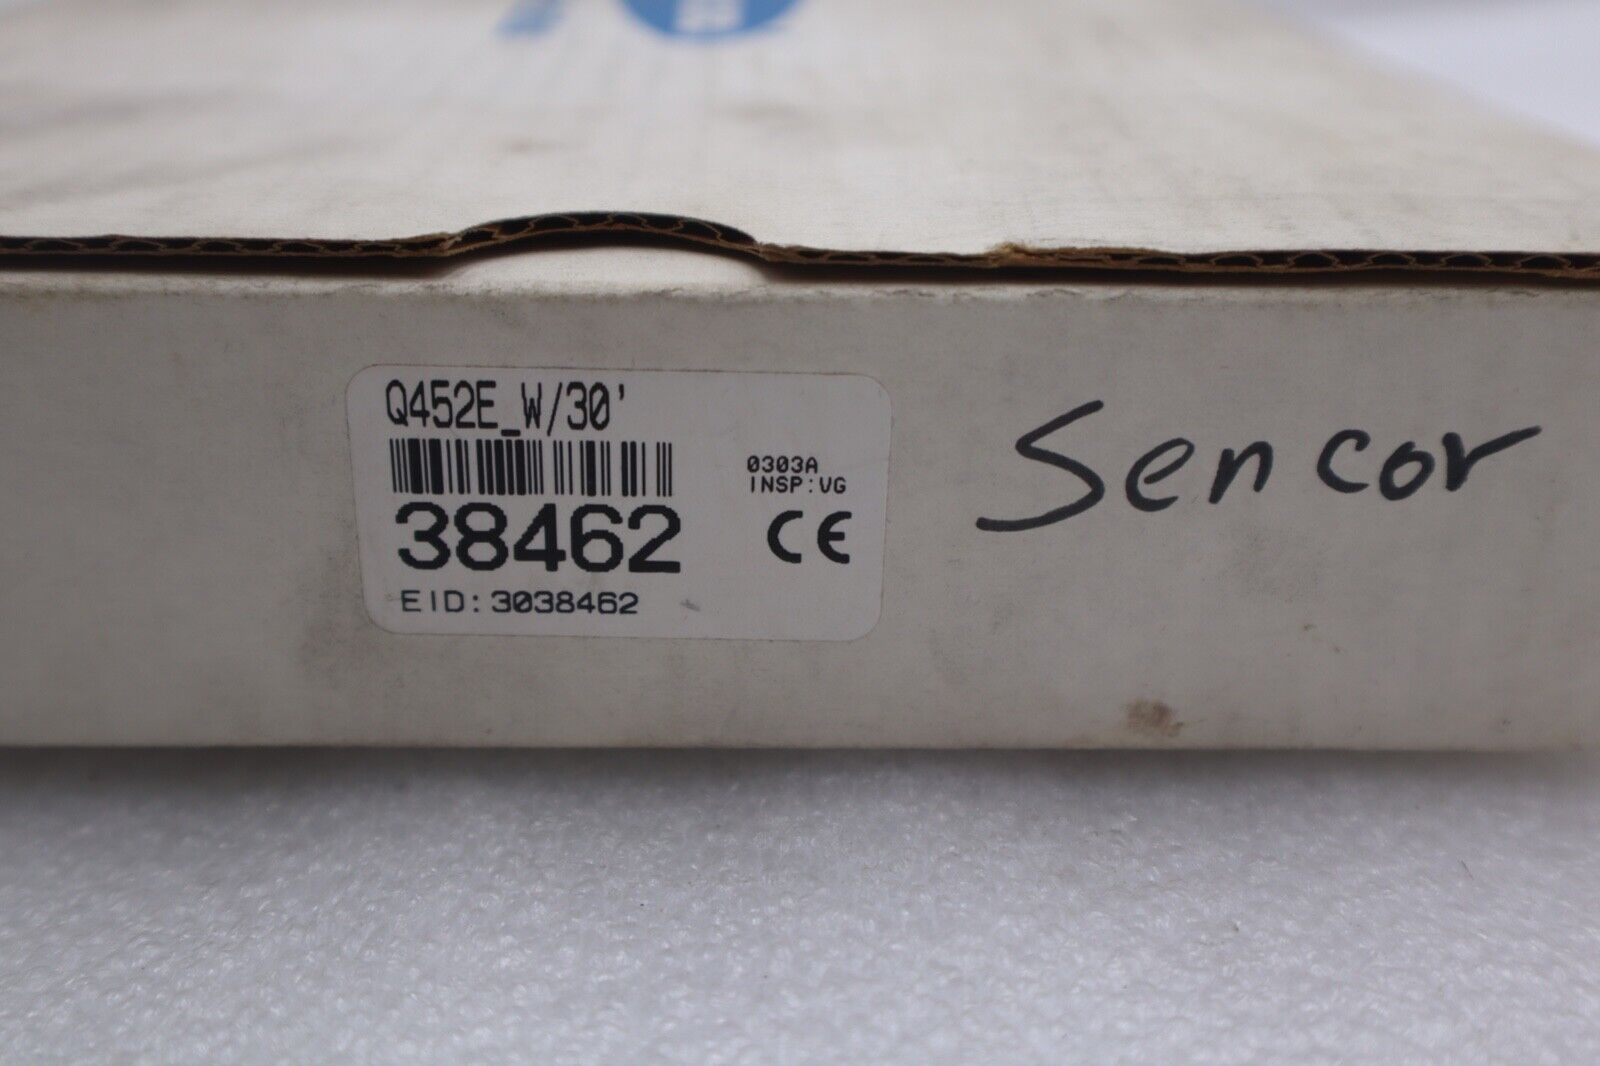 Q452E_W/30'
0303A
INSP:VG
38462
CE
EID: 3038462
Sencor